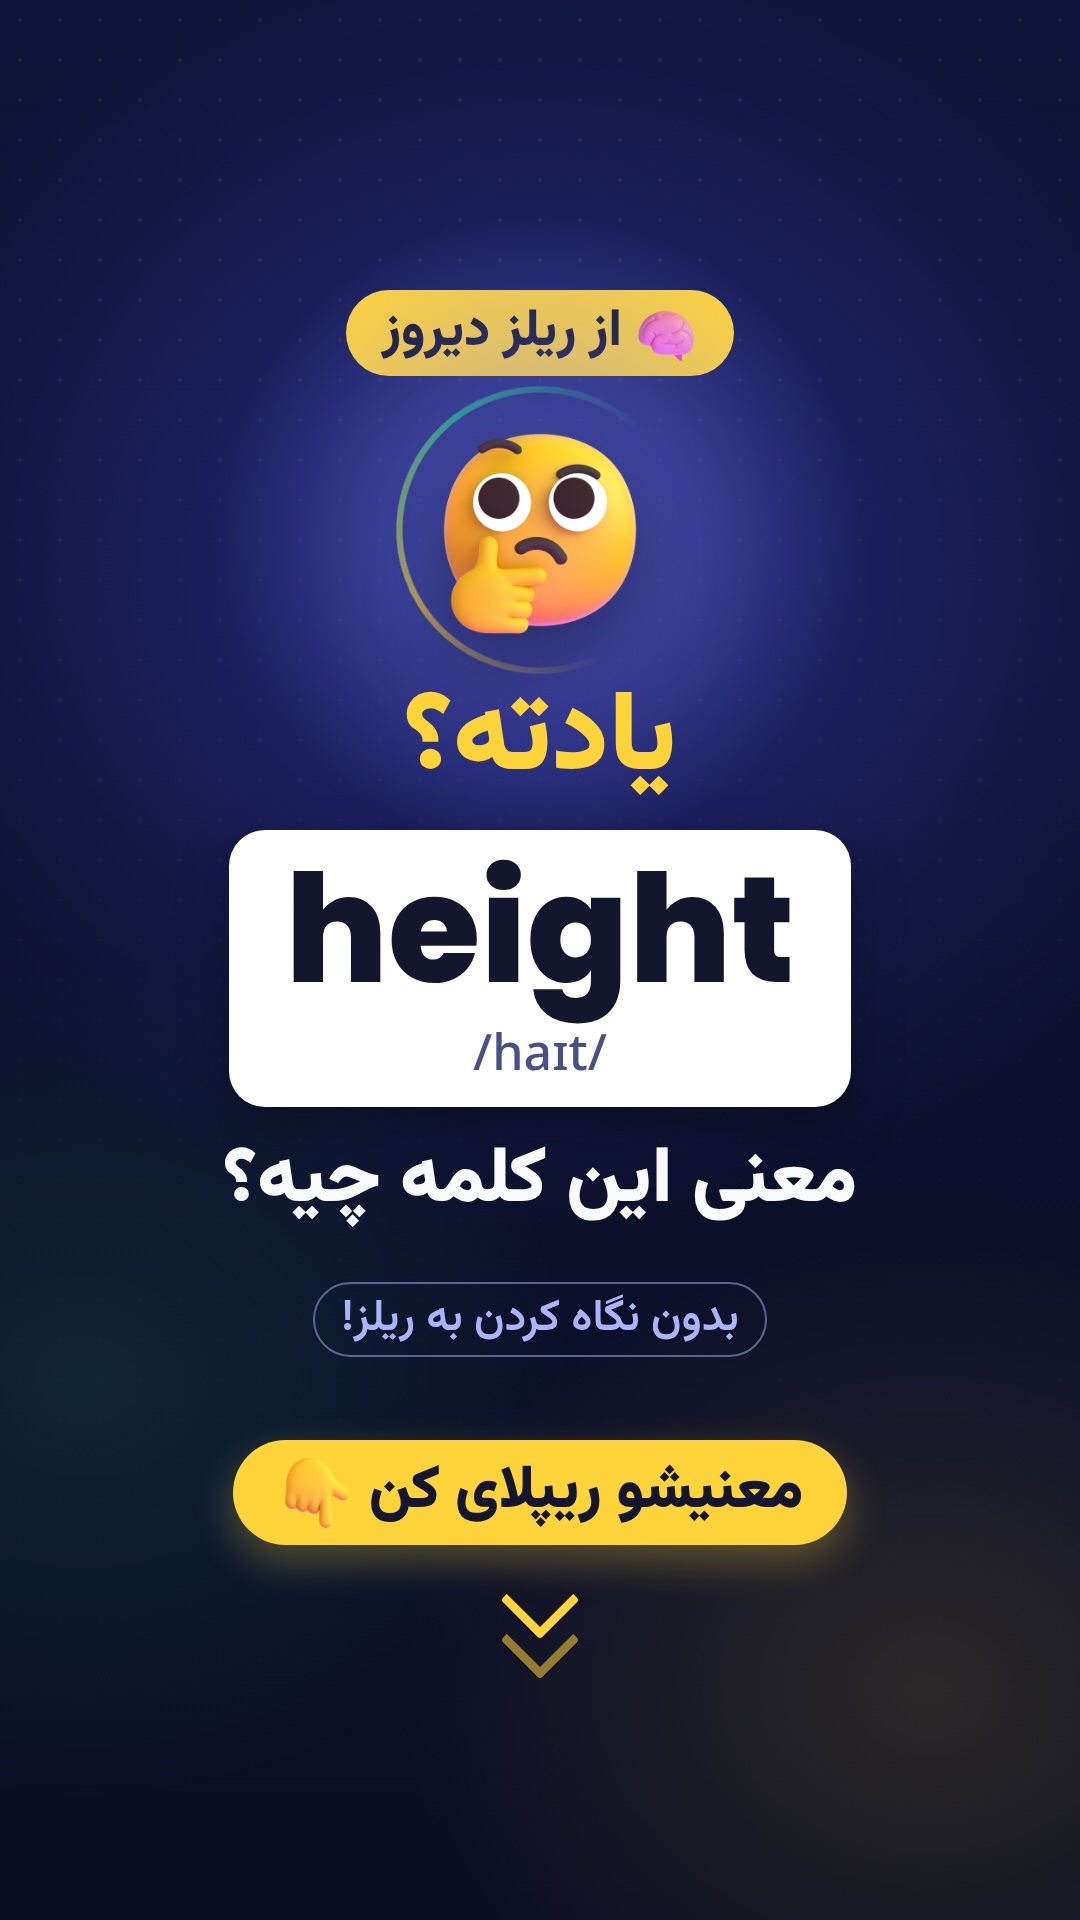 🧠 از ریلز دیروز
یادته؟
height
/haɪt/
معنی این کلمه چیه؟
بدون نگاه کردن به ریلز!
معنیشو ریپلای کن 👇